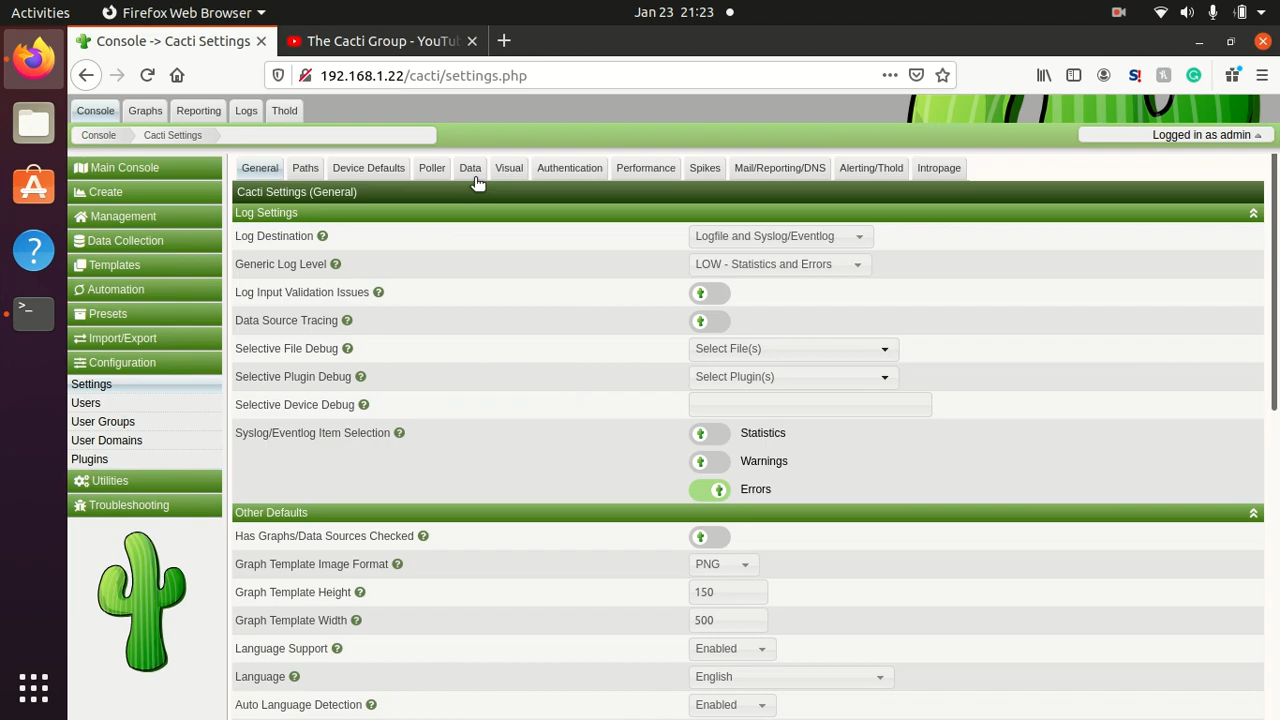 Activities Firefox Web Browser Jan 23 21:23
Console -> Cacti Settings The Cacti Group - YouTu
192.168.1.22/cacti/settings.php
Console Graphs Reporting Logs Thold
Console Cacti Settings Logged in as admin
Main Console
Create
Management
Data Collection
Templates
Automation
Presets
Import/Export
Configuration
Settings
Users
User Groups
User Domains
Plugins
Utilities
Troubleshooting
General Paths Device Defaults Poller Data Visual Authentication Performance Spikes Mail/Reporting/DNS Alerting/Thold Intropage
Cacti Settings (General)
Log Settings
Log Destination ? Logfile and Syslog/Eventlog
Generic Log Level ? LOW - Statistics and Errors
Log Input Validation Issues ?
Data Source Tracing ?
Selective File Debug ? Select File(s)
Selective Plugin Debug ? Select Plugin(s)
Selective Device Debug ?
Syslog/Eventlog Item Selection ? Statistics
Warnings
Errors
Other Defaults
Has Graphs/Data Sources Checked ?
Graph Template Image Format ? PNG
Graph Template Height ? 150
Graph Template Width ? 500
Language Support ? Enabled
Language ? English
Auto Language Detection ? Enabled